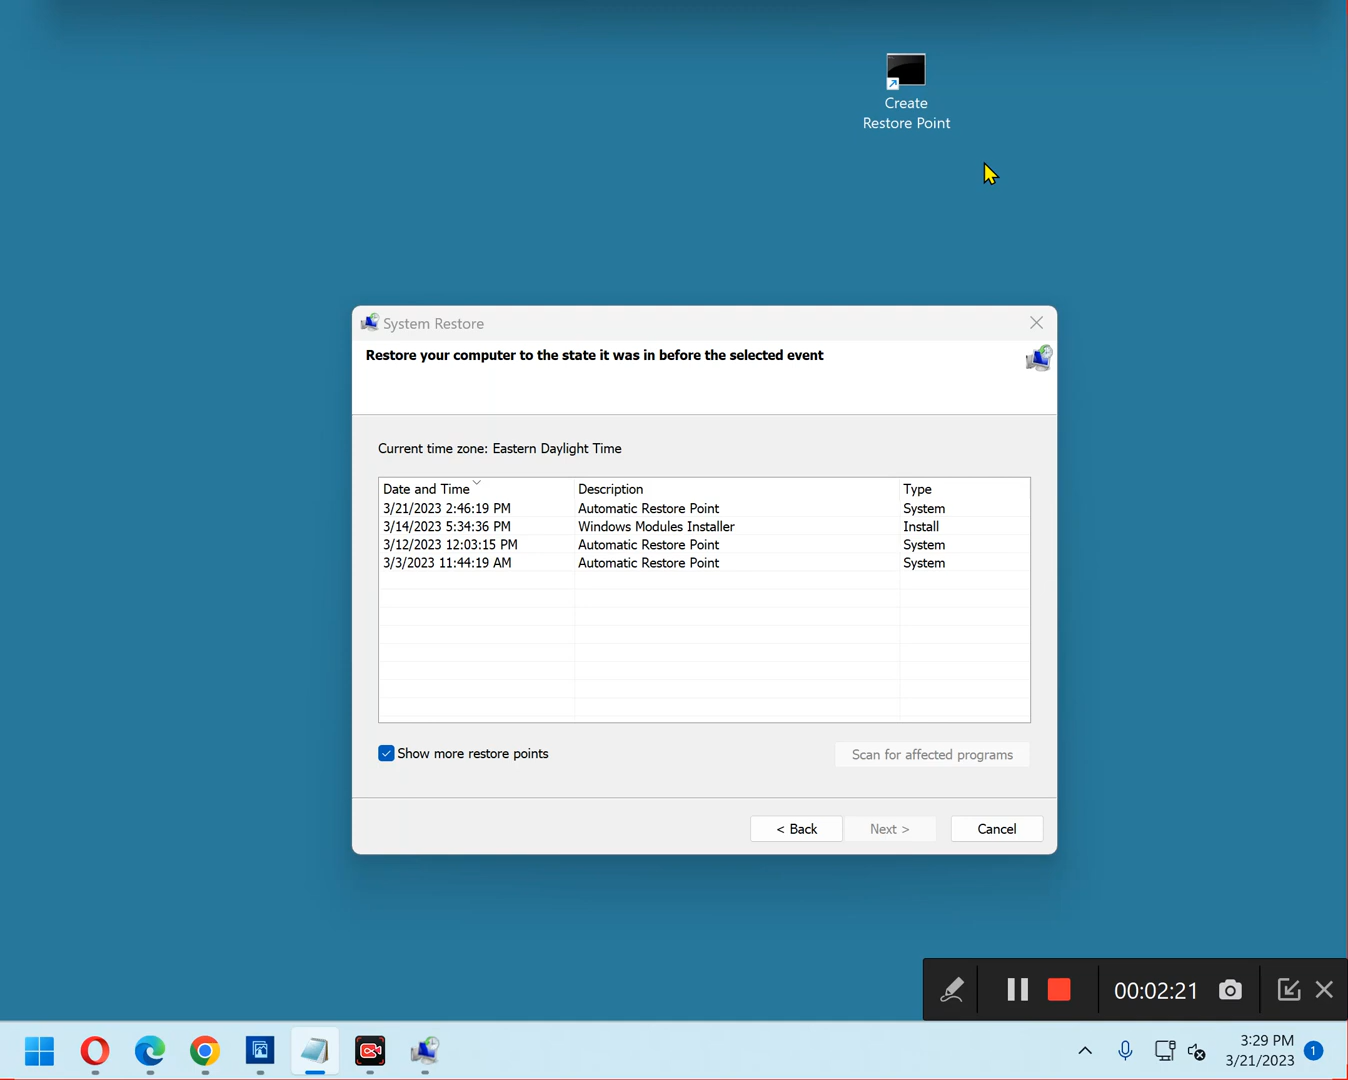 Create
Restore Point
System Restore
Restore your computer to the state it was in before the selected event
Current time zone: Eastern Daylight Time
Date and Time Description Type
3/21/2023 2:46:19 PM Automatic Restore Point System
3/14/2023 5:34:36 PM Windows Modules Installer Install
3/12/2023 12:03:15 PM Automatic Restore Point System
3/3/2023 11:44:19 AM Automatic Restore Point System
Show more restore points Scan for affected programs
< Back Next > Cancel
00:02:21
3:29 PM
3/21/2023 1